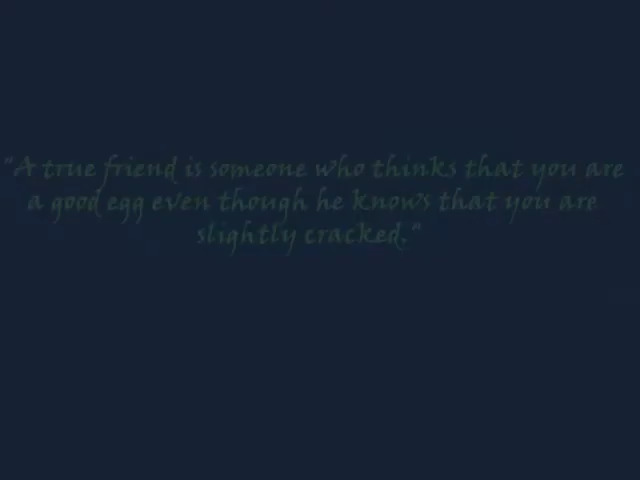 "A true friend is someone who thinks that you are
a good egg even though he knows that you are
slightly cracked."